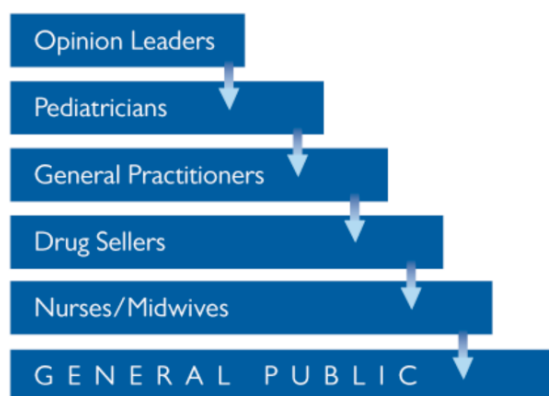 Opinion Leaders
Pediatricians
General Practitioners
Drug Sellers
Nurses/Midwives
GENERAL PUBLIC